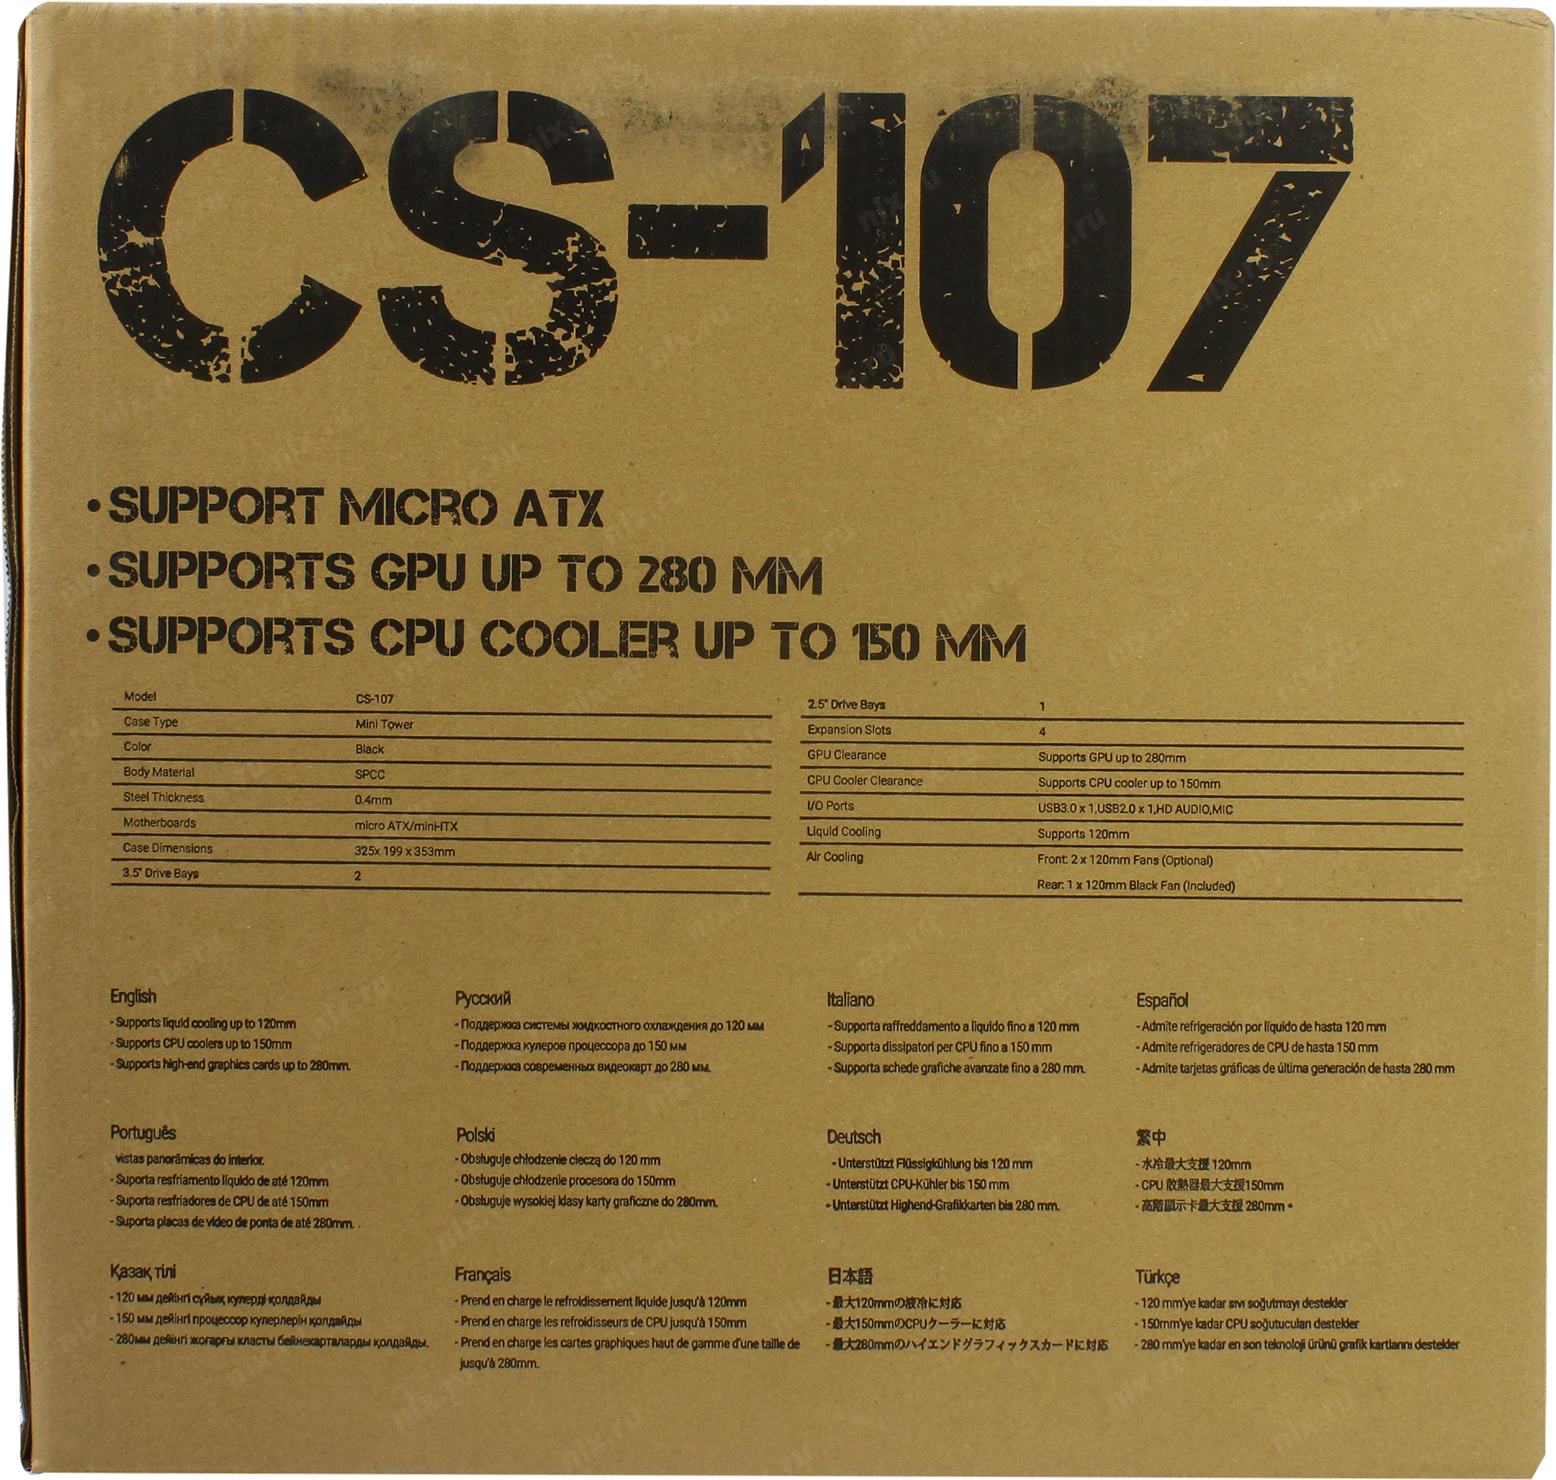 CS-107
•SUPPORT MICRO ATX
•SUPPORTS GPU UP TO 280 MM
•SUPPORTS CPU COOLER UP TO 150 MM
Model CS-107
Case Type Mini Tower
Color Black
Body Material SPCC
Steel Thickness 0.4mm
Motherboards micro ATX/mini-ITX
Case Dimensions 325x 199 x 353mm
3.5" Drive Bays 2
2.5" Drive Bays 1
Expansion Slots 4
GPU Clearance Supports GPU up to 280mm
CPU Cooler Clearance Supports CPU cooler up to 150mm
I/O Ports USB3.0 x 1,USB2.0 x 1,HD AUDIO,MIC
Liquid Cooling Supports 120mm
Air Cooling Front: 2 x 120mm Fans (Optional)
Rear: 1 x 120mm Black Fan (Included)
English
- Supports liquid cooling up to 120mm
- Supports CPU coolers up to 150mm
- Supports high-end graphics cards up to 280mm.
Русский
- Поддержка системы жидкостного охлаждения до 120 мм
- Поддержка кулеров процессора до 150 мм
- Поддержка современных видеокарт до 280 мм.
Italiano
- Supporta raffreddamento a liquido fino a 120 mm
- Supporta dissipatori per CPU fino a 150 mm
- Supporta schede grafiche avanzate fino a 280 mm.
Español
- Admite refrigeración por líquido de hasta 120 mm
- Admite refrigeradores de CPU de hasta 150 mm
- Admite tarjetas gráficas de última generación de hasta 280 mm
Português
vistas panorâmicas do interior.
- Suporta resfriamento líquido de até 120mm
- Suporta resfriadores de CPU de até 150mm
- Suporta placas de vídeo de ponta de até 280mm. .
Polski
- Obsługuje chłodzenie cieczą do 120 mm
- Obsługuje chłodzenie procesora do 150mm
- Obsługuje wysokiej klasy karty graficzne do 280mm.
Deutsch
- Unterstützt Flüssigkühlung bis 120 mm
- Unterstützt CPU-Kühler bis 150 mm
- Unterstützt Highend-Grafikkarten bis 280 mm.
繁中
- 水冷最大支援 120mm
- CPU 散熱器最大支援150mm
- 高階顯示卡最大支援 280mm •
Қазақ тілі
- 120 мм дейінгі сұйық кулерді қолдайды
- 150 мм дейінгі процессор кулерлерін қолдайды
- 280мм дейінгі жоғарғы класты бейнекарталарды қолдайды.
Français
- Prend en charge le refroidissement liquide jusqu'à 120mm
- Prend en charge les refroidisseurs de CPU jusqu'à 150mm
- Prend en charge les cartes graphiques haut de gamme d'une taille de
jusqu'à 280mm.
日本語
- 最大120mmの液冷に対応
- 最大150mmのCPUクーラーに対応
- 最大280mmのハイエンドグラフィックスカードに対応
Türkçe
- 120 mm'ye kadar sıvı soğutmayı destekler
- 150mm'ye kadar CPU soğutucuları destekler
- 280 mm'ye kadar en son teknoloji ürünü grafik kartlarını destekler
nix.ru